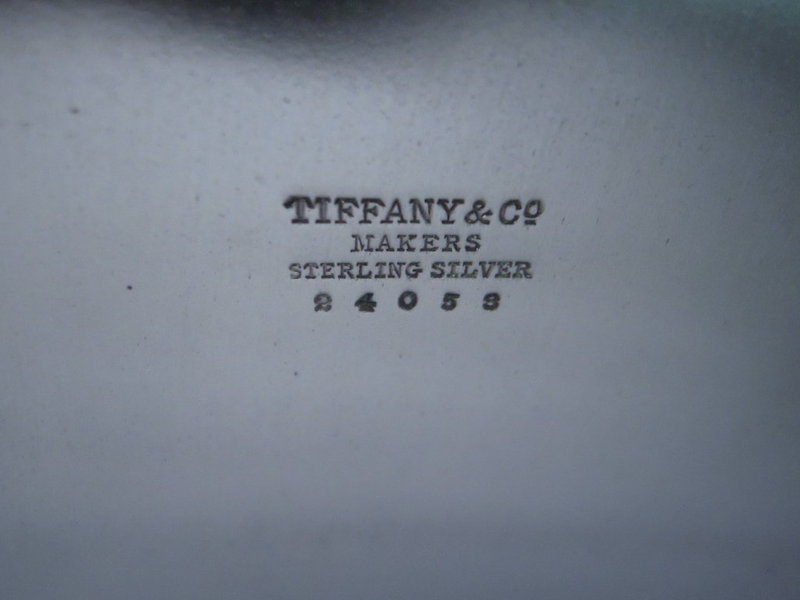 TIFFANY & Cº
MAKERS
STERLING SILVER
24058